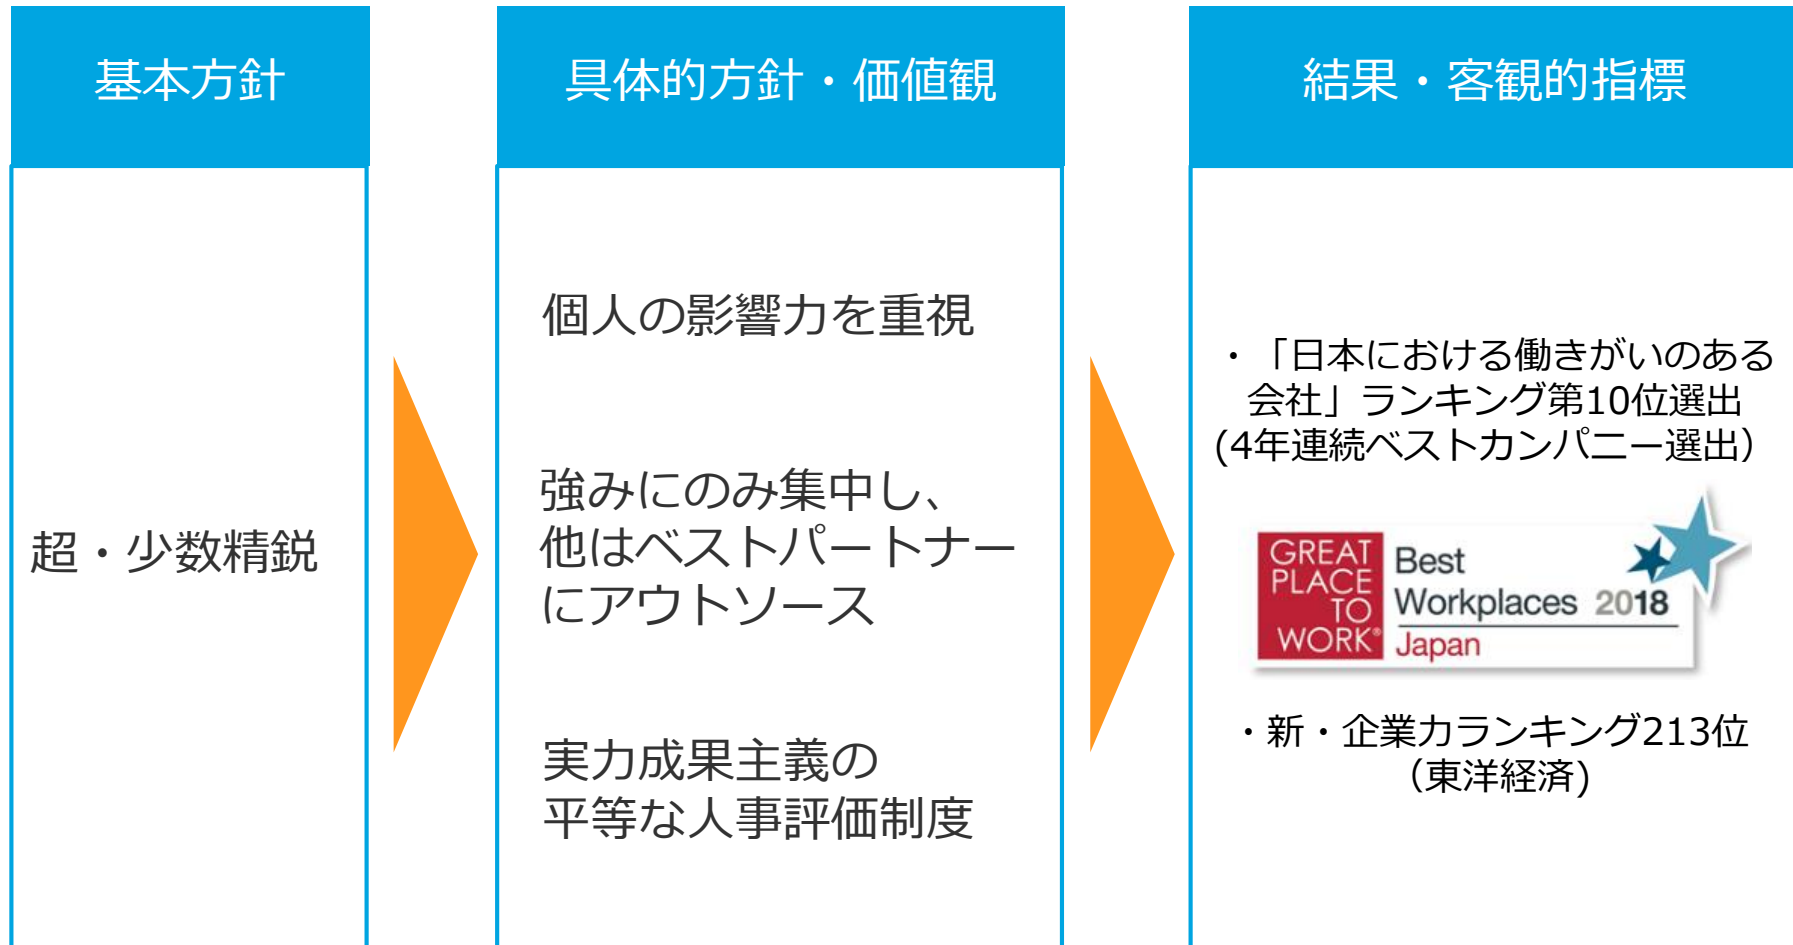 基本方針
超・少数精鋭
具体的方針・価値観
個人の影響力を重視
強みにのみ集中し、
他はベストパートナー
にアウトソース
実力成果主義の
平等な人事評価制度
結果・客観的指標
・「日本における働きがいのある
会社」ランキング第10位選出
(4年連続ベストカンパニー選出）
GREAT
PLACE
TO
WORK®
Best
Workplaces 2018
Japan
・新・企業力ランキング213位
（東洋経済)